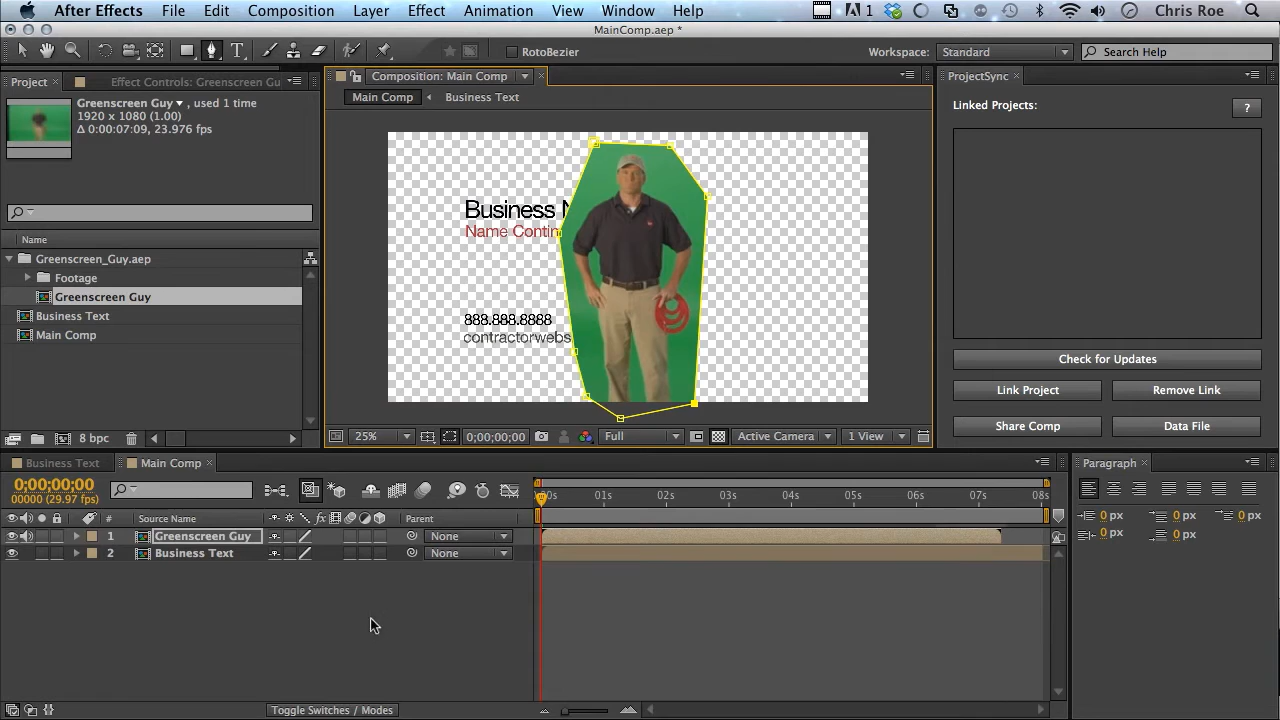 After Effects File Edit Composition Layer Effect Animation View Window Help 1 Chris Roe
MainComp.aep *
RotoBezier Workspace: Standard Search Help
Project Effect Controls: Greenscreen Gu
Composition: Main Comp
ProjectSync
Main Comp Business Text
Linked Projects: ?
Greenscreen Guy , used 1 time
1920 x 1080 (1.00)
Δ 0:00:07:09, 23.976 fps
Name
Greenscreen_Guy.aep
Footage
Greenscreen Guy
Business Text
Main Comp
8 bpc
Business N
Name Contin
888.888.8888
contractorwebs
25% 0;00;00;00 Full Active Camera 1 View
Check for Updates
Link Project Remove Link
Share Comp Data File
Business Text Main Comp
0;00;00;00
00000 (29.97 fps)
# Source Name fx Parent
1 Greenscreen Guy None
2 Business Text None
0s 01s 02s 03s 04s 05s 06s 07s 08s
Toggle Switches / Modes
Paragraph
0 px 0 px 0 px
0 px 0 px